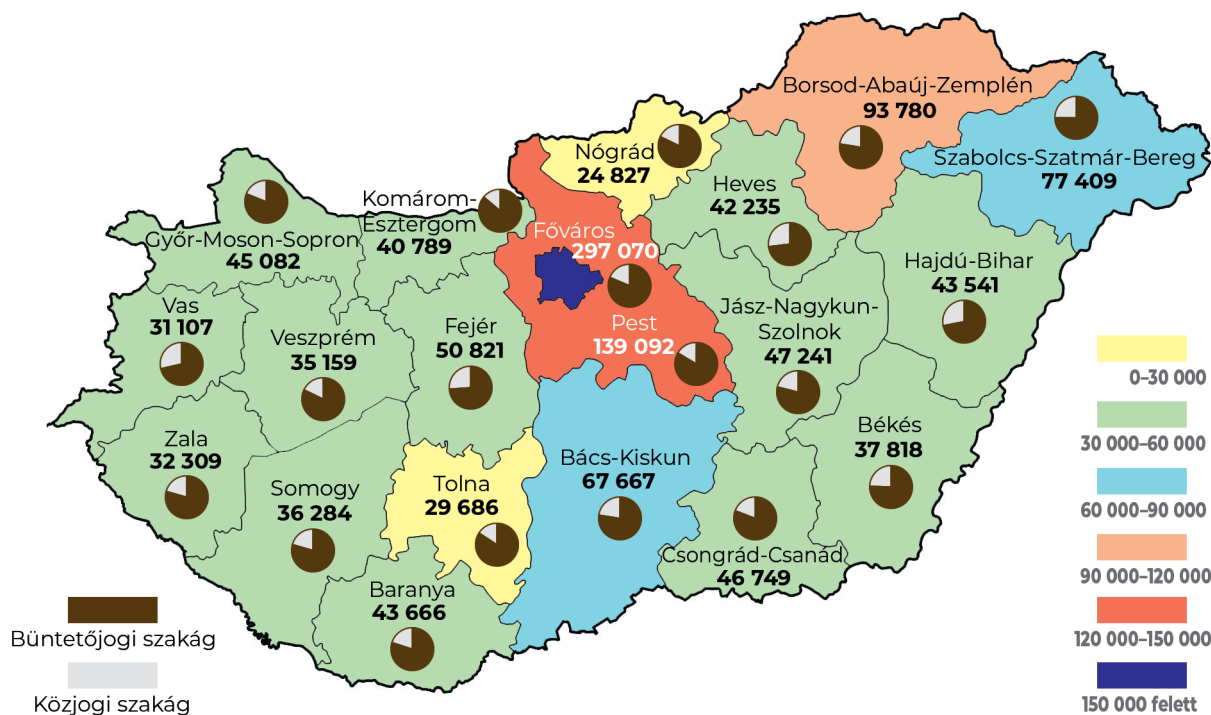 Borsod-Abaúj-Zemplén
93 780
Nógrád
24 827
Szabolcs-Szatmár-Bereg
77 409
Heves
42 235
Komárom-
Esztergom
40 789
Győr-Moson-Sopron
45 082
Főváros
297 070
Hajdú-Bihar
43 541
Vas
31 107
Veszprém
35 159
Fejér
50 821
Pest
139 092
Jász-Nagykun-
Szolnok
47 241
Zala
32 309
Somogy
36 284
Tolna
29 686
Bács-Kiskun
67 667
Békés
37 818
Csongrád-Csanád
46 749
Baranya
43 666
Büntetőjogi szakág
Közjogi szakág
0–30 000
30 000–60 000
60 000–90 000
90 000–120 000
120 000–150 000
150 000 felett